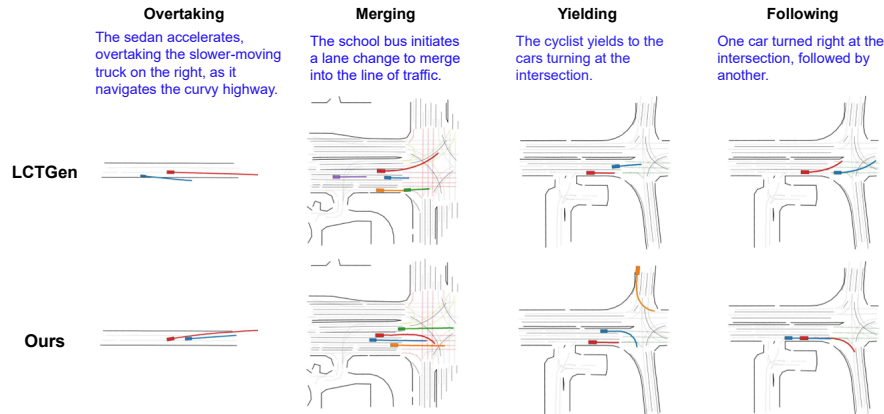 Overtaking
Merging
Yielding
Following
The sedan accelerates,
overtaking the slower-moving
truck on the right, as it
navigates the curvy highway.
The school bus initiates
a lane change to merge
into the line of traffic.
The cyclist yields to the
cars turning at the
intersection.
One car turned right at the
intersection, followed by
another.
LCTGen
Ours